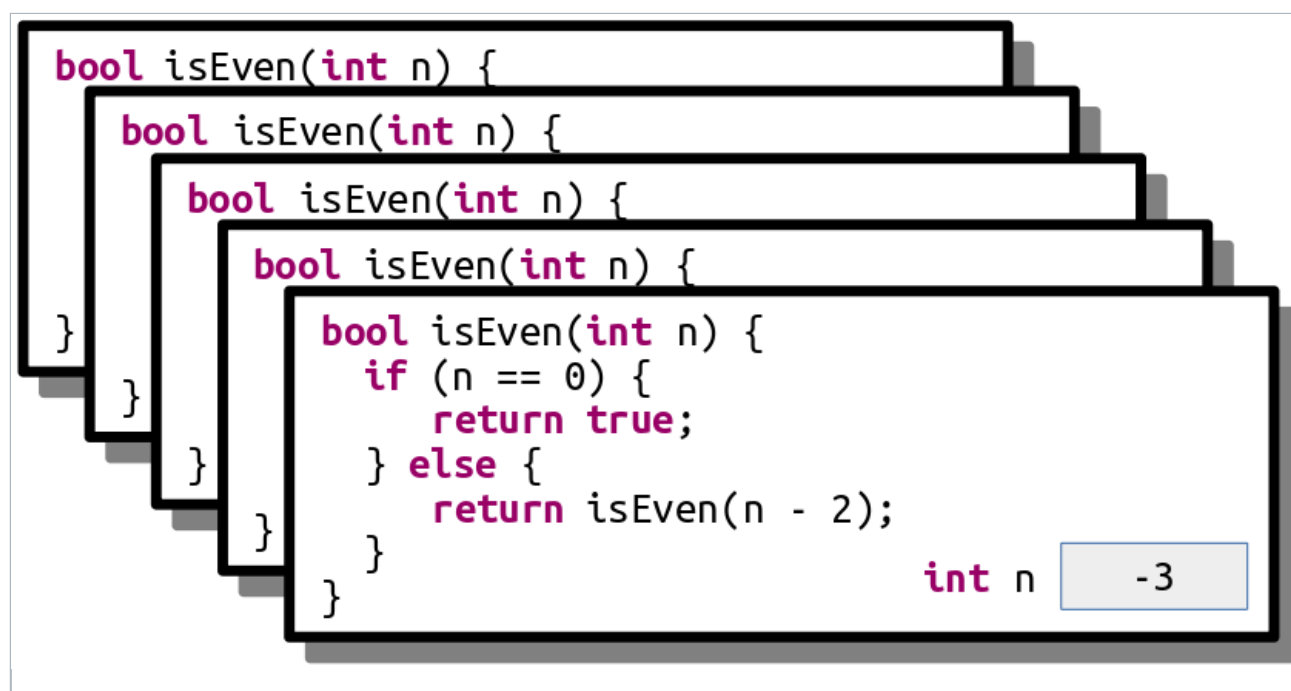 bool isEven(int n) {
bool isEven(int n) {
bool isEven(int n) {
bool isEven(int n) {
bool isEven(int n) {
if (n == 0) {
return true;
} else {
return isEven(n - 2);
}
}
int n -3
}
}
}
}